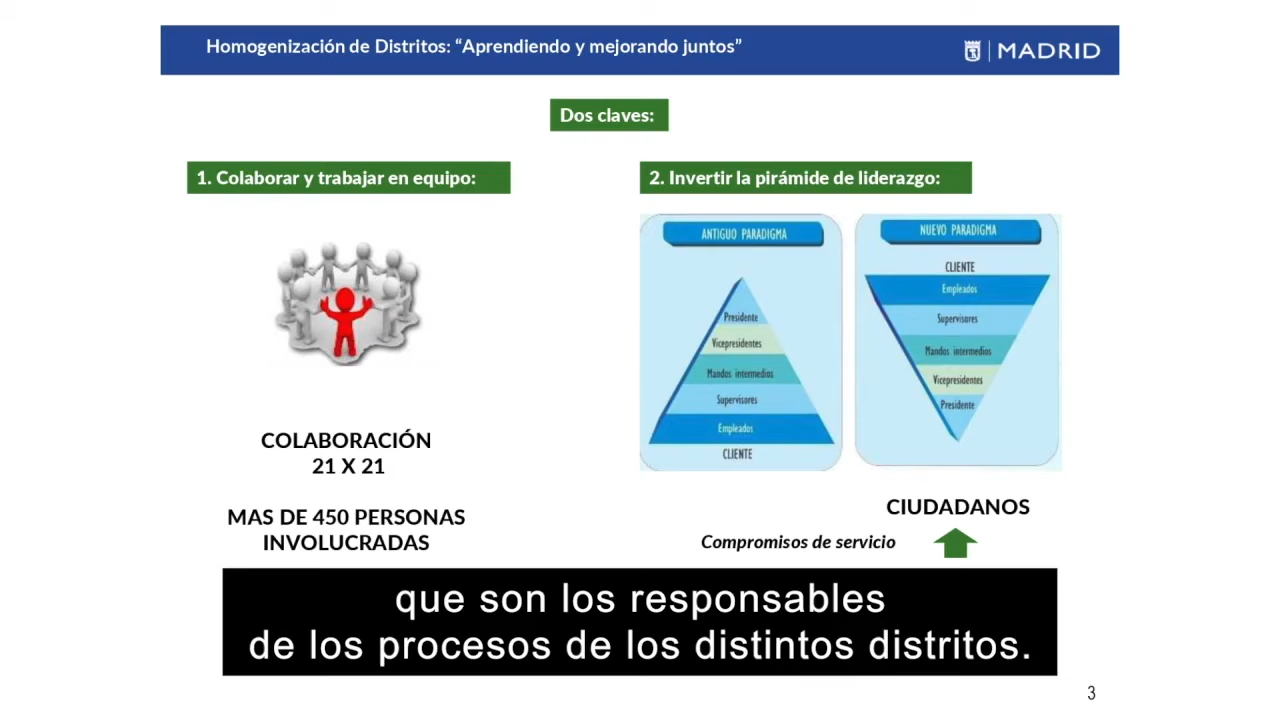 Homogenización de Distritos: “Aprendiendo y mejorando juntos”
MADRID
Dos claves:
1. Colaborar y trabajar en equipo:
COLABORACIÓN
21 X 21
MAS DE 450 PERSONAS
INVOLUCRADAS
2. Invertir la pirámide de liderazgo:
ANTIGUO PARADIGMA
Presidente
Vicepresidentes
Mandos intermedios
Supervisores
Empleados
CLIENTE
NUEVO PARADIGMA
CLIENTE
Empleados
Supervisores
Mandos intermedios
Vicepresidentes
Presidente
CIUDADANOS
Compromisos de servicio
que son los responsables
de los procesos de los distintos distritos.
3